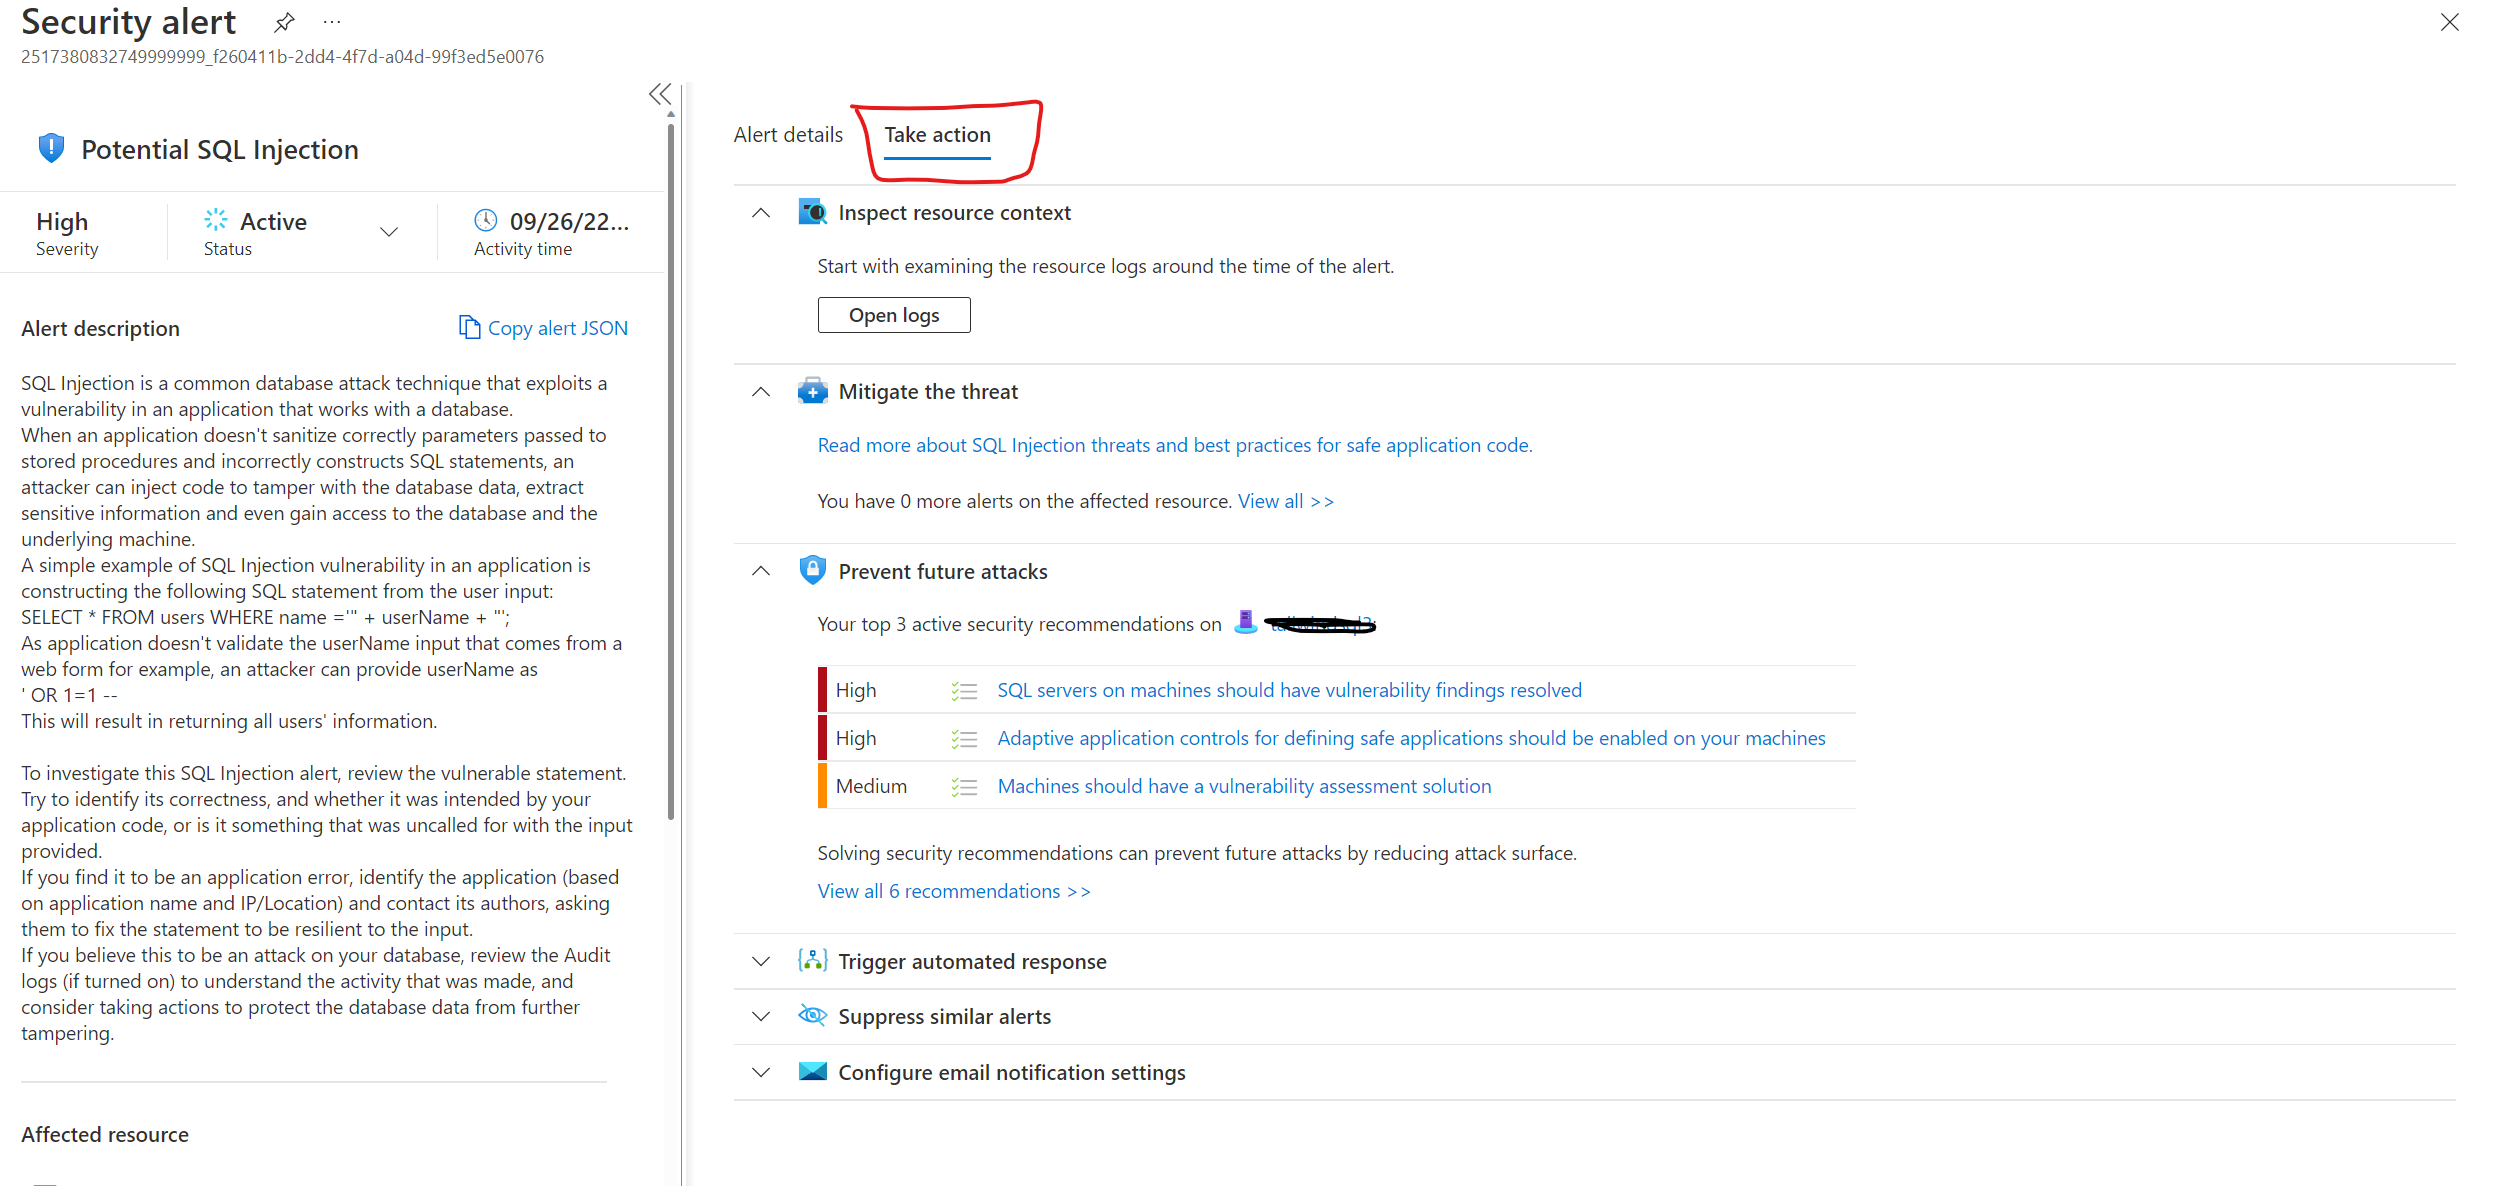 Security alert
...
2517380832749999999_f260411b-2dd4-4f7d-a04d-99f3ed5e0076
Potential SQL Injection
High
Severity
Active
Status
09/26/22...
Activity time
Alert description
Copy alert JSON
SQL Injection is a common database attack technique that exploits a
vulnerability in an application that works with a database.
When an application doesn't sanitize correctly parameters passed to
stored procedures and incorrectly constructs SQL statements, an
attacker can inject code to tamper with the database data, extract
sensitive information and even gain access to the database and the
underlying machine.
A simple example of SQL Injection vulnerability in an application is
constructing the following SQL statement from the user input:
SELECT * FROM users WHERE name ='" + userName + "';
As application doesn't validate the userName input that comes from a
web form for example, an attacker can provide userName as
' OR 1=1 --
This will result in returning all users' information.
To investigate this SQL Injection alert, review the vulnerable statement.
Try to identify its correctness, and whether it was intended by your
application code, or is it something that was uncalled for with the input
provided.
If you find it to be an application error, identify the application (based
on application name and IP/Location) and contact its authors, asking
them to fix the statement to be resilient to the input.
If you believe this to be an attack on your database, review the Audit
logs (if turned on) to understand the activity that was made, and
consider taking actions to protect the database data from further
tampering.
Affected resource
Alert details
Take action
Inspect resource context
Start with examining the resource logs around the time of the alert.
Open logs
Mitigate the threat
Read more about SQL Injection threats and best practices for safe application code.
You have 0 more alerts on the affected resource. View all >>
Prevent future attacks
Your top 3 active security recommendations on
High SQL servers on machines should have vulnerability findings resolved
High Adaptive application controls for defining safe applications should be enabled on your machines
Medium Machines should have a vulnerability assessment solution
Solving security recommendations can prevent future attacks by reducing attack surface.
View all 6 recommendations >>
Trigger automated response
Suppress similar alerts
Configure email notification settings